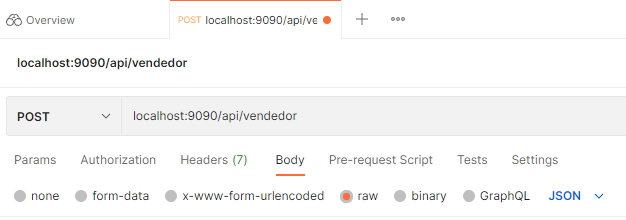 Overview POST localhost:9090/api/ve
localhost:9090/api/vendedor
POST localhost:9090/api/vendedor
Params Authorization Headers (7) Body Pre-request Script Tests Settings
none form-data x-www-form-urlencoded raw binary GraphQL JSON